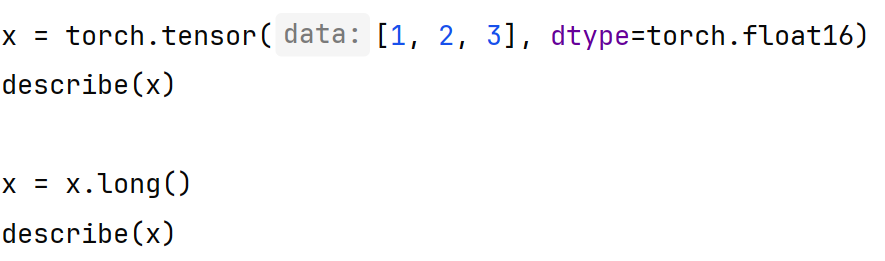 x = torch.tensor(data: [1, 2, 3], dtype=torch.float16)
describe(x)
x = x.long()
describe(x)